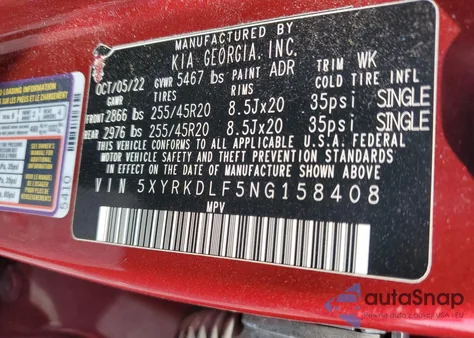 MANUFACTURED BY
KIA GEORGIA, INC.
OCT/05/22 GVWR 5467 lbs PAINT ADR TRIM WK
GAWR TIRES RIMS COLD TIRE INFL
FRONT 2866 lbs 255/45R20 8.5Jx20 35psi SINGLE
REAR 2976 lbs 255/45R20 8.5Jx20 35psi SINGLE
THIS VEHICLE CONFORMS TO ALL APPLICABLE U.S. FEDERAL
MOTOR VEHICLE SAFETY AND THEFT PREVENTION STANDARDS
IN EFFECT ON THE DATE OF MANUFACTURE SHOWN ABOVE.
VIN 5XYRKDLF5NG158408
MPV
LOADING INFORMATION
5410
autoSnap